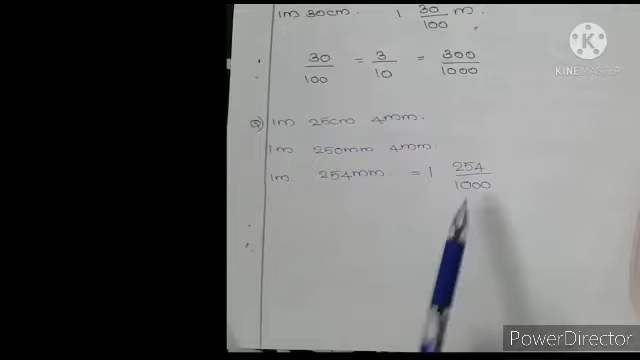 1m 30cm. 1 30/100 m.
30/100 = 3/10 = 300/1000
Q) 1m 25cm 4mm.
1m 250mm 4mm.
1m 254mm = 1 254/1000
KINEMASTER
PowerDirector